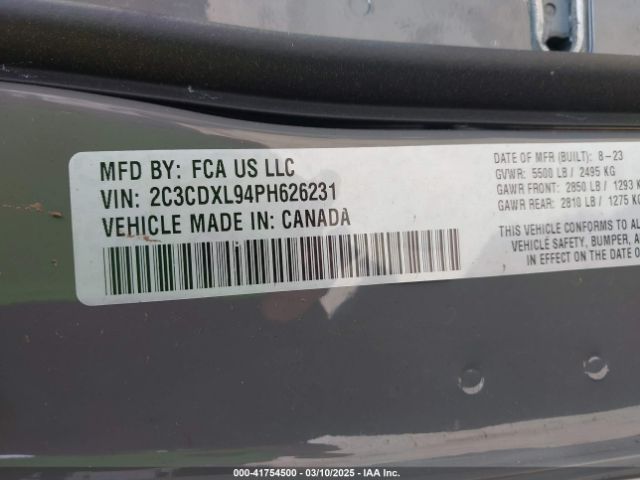 MFD BY: FCA US LLC
VIN: 2C3CDXL94PH626231
VEHICLE MADE IN: CANADA
DATE OF MFR (BUILT): 8-23
GVWR: 5500 LB / 2495 KG
GAWR FRONT: 2850 LB / 1293 KG
GAWR REAR: 2810 LB / 1275 KG
THIS VEHICLE CONFORMS TO AL
VEHICLE SAFETY, BUMPER, A
IN EFFECT ON THE DATE OF
000-41754500 — 03/10/2025 — IAA Inc.